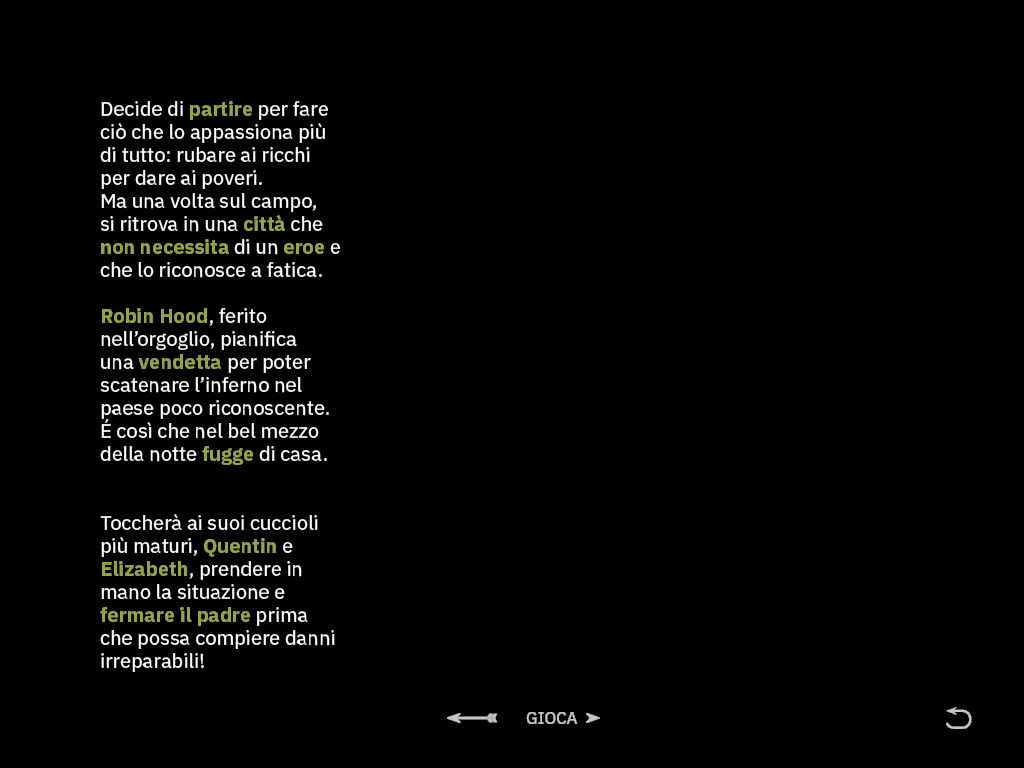 Decide di partire per fare
ciò che lo appassiona più
di tutto: rubare ai ricchi
per dare ai poveri.
Ma una volta sul campo,
si ritrova in una città che
non necessita di un eroe e
che lo riconosce a fatica.
Robin Hood, ferito
nell’orgoglio, pianifica
una vendetta per poter
scatenare l’inferno nel
paese poco riconoscente.
É così che nel bel mezzo
della notte fugge di casa.
Toccherà ai suoi cuccioli
più maturi, Quentin e
Elizabeth, prendere in
mano la situazione e
fermare il padre prima
che possa compiere danni
irreparabili!
GIOCA